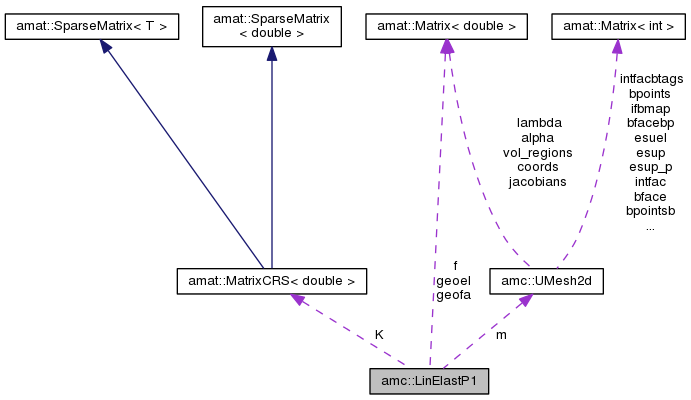 amat::SparseMatrix< T >
amat::SparseMatrix
< double >
amat::Matrix< double >
amat::Matrix< int >
lambda
alpha
vol_regions
coords
jacobians
intfacbtags
bpoints
ifbmap
bfacebp
esuel
esup
esup_p
intfac
bface
bpointsb
...
amat::MatrixCRS< double >
f
geoel
geofa
amc::UMesh2d
K
m
amc::LinElastP1